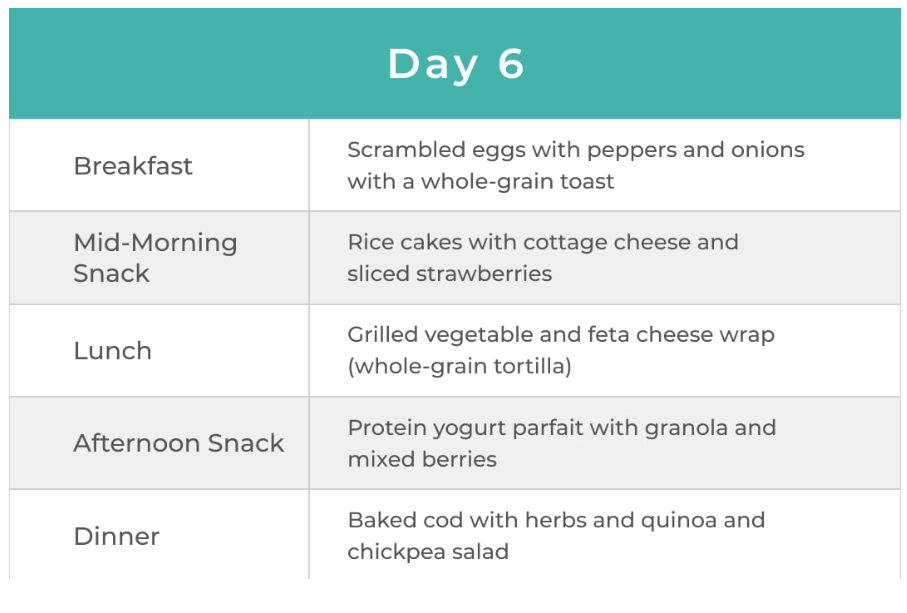 Day 6
Breakfast
Scrambled eggs with peppers and onions
with a whole-grain toast
Mid-Morning
Snack
Rice cakes with cottage cheese and
sliced strawberries
Lunch
Grilled vegetable and feta cheese wrap
(whole-grain tortilla)
Afternoon Snack
Protein yogurt parfait with granola and
mixed berries
Dinner
Baked cod with herbs and quinoa and
chickpea salad